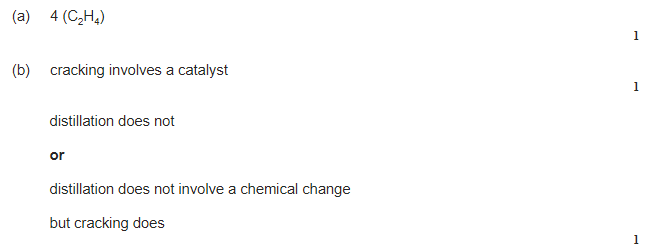 (a) 4 (C₂H₄)
1
(b) cracking involves a catalyst
1
distillation does not
or
distillation does not involve a chemical change
but cracking does
1